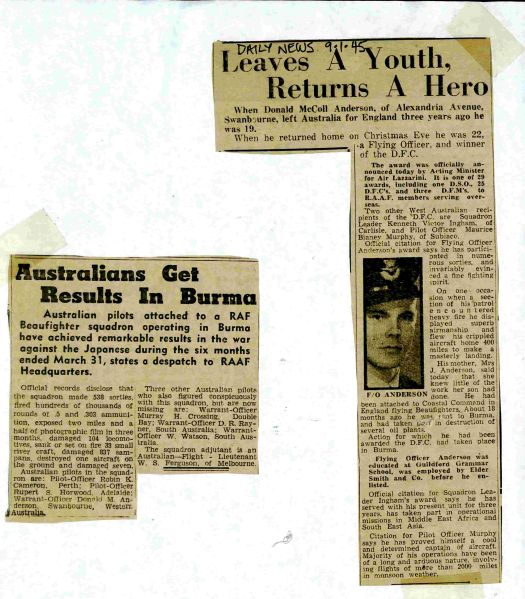 DAILY NEWS 9.1.45
Leaves A Youth,
Returns A Hero
When Donald McColl Anderson, of Alexandria Avenue,
Swanbourne, left Australia for England three years ago he
was 19.
When he returned home on Christmas Eve he was 22,
a Flying Officer, and winner
of the D.F.C.
The award was officially an-
nounced today by Acting Minister
for Air Lazzarini. It is one of 29
awards, including one D.S.O., 25
D.F.C's. and three D.F.M's. to
R.A.A.F. members serving over-
seas.
Two other West Australian recip-
ients of the D.F.C. are Squadron
Leader Kenneth Victor Ingham, of
Carlisle, and Pilot Officer Maurice
Blaney Murphy, of Subiaco.
Official citation for Flying Officer
Anderson's award says he has partici-
pated in num-
erous sorties, and
invariably evin-
ced a fine fighting
spirit.
On one occa-
sion when a sec-
tion of his patrol
encountered
heavy fire he dis-
played superb
airmanship and
flew his crippled
aircraft home 400
miles to make a
masterly landing.
His mother, Mrs
J. Anderson, said
today that she
knew little of the
work her son had
done. He had
F/O ANDERSON
been attached to Coastal Command in
England flying Beaufighters. About 18
months ago he was sent to Burma,
and had taken part in destruction of
several oil plants.
Action for which he had been
awarded the D.F.C. had taken place
in Burma.
Flying Officer Anderson was
educated at Guildford Grammar
School, was employed by Elder
Smith and Co. before he en-
listed.
Official citation for Squadron Lea-
der Ingham's award says he has
served with his present unit for three
years, has taken part in operational
missions in Middle East Africa and
South East Asia.
Citation for Pilot Officer Murphy
says he has proved himself a cool
and determined captain of aircraft.
Majority of his operations have been
of a long and arduous nature, involv-
ing flights of more than 2000 miles
in monsoon weather.
Australians Get
Results In Burma
Australian pilots attached to a RAF
Beaufighter squadron operating in Burma
have achieved remarkable results in the war
against the Japanese during the six months
ended March 31, states a despatch to RAAF
Headquarters.
Official records disclose that
the squadron made 538 sorties,
fired hundreds of thousands of
rounds of .5 and .303 ammuni-
tion, exposed two miles and a
half of photographic film in three
months, damaged 104 locomo-
tives, sank or set on fire 33 small
river craft, damaged 837 sam-
pans, destroyed one aircraft on
the ground and damaged seven.
Australian pilots in the squad-
ron are: Pilot-Officer Robin K.
Cameron, Perth; Pilot-Officer
Rupert S. Horwood, Adelaide;
Warrant-Officer Donald M. An-
derson, Swanbourne, Western
Australia.
Three other Australian pilots
who also figured conspicuously
with this squadron, but are now
missing are: Warrant-Officer
Murray H. Crossing, Double
Bay; Warrant-Officer D. R. Ray-
ner, South Australia; Warrant-
Officer W. Watson, South Aus-
tralia.
The squadron adjutant is an
Australian—Flight - Lieutenant
W. S. Ferguson, of Melbourne.